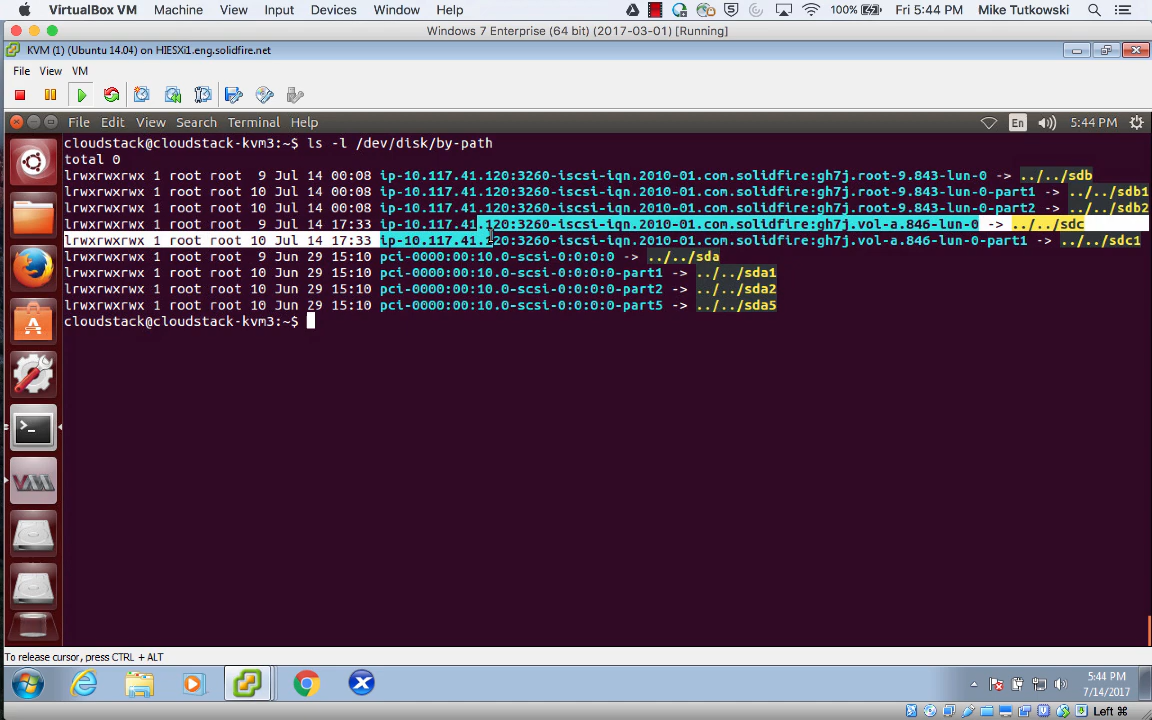 VirtualBox VM Machine View Input Devices Window Help 100% Fri 5:44 PM Mike Tutkowski
Windows 7 Enterprise (64 bit) (2017-03-01) [Running]
KVM (1) (Ubuntu 14.04) on HIESXi1.eng.solidfire.net
File View VM
File Edit View Search Terminal Help En 5:44 PM
cloudstack@cloudstack-kvm3:~$ ls -l /dev/disk/by-path
total 0
lrwxrwxrwx 1 root root  9 Jul 14 00:08 ip-10.117.41.120:3260-iscsi-iqn.2010-01.com.solidfire:gh7j.root-9.843-lun-0 -> ../../sdb
lrwxrwxrwx 1 root root 10 Jul 14 00:08 ip-10.117.41.120:3260-iscsi-iqn.2010-01.com.solidfire:gh7j.root-9.843-lun-0-part1 -> ../../sdb1
lrwxrwxrwx 1 root root 10 Jul 14 00:08 ip-10.117.41.120:3260-iscsi-iqn.2010-01.com.solidfire:gh7j.root-9.843-lun-0-part2 -> ../../sdb2
lrwxrwxrwx 1 root root  9 Jul 14 17:33 ip-10.117.41.120:3260-iscsi-iqn.2010-01.com.solidfire:gh7j.vol-a.846-lun-0 -> ../../sdc
lrwxrwxrwx 1 root root 10 Jul 14 17:33 ip-10.117.41.120:3260-iscsi-iqn.2010-01.com.solidfire:gh7j.vol-a.846-lun-0-part1 -> ../../sdc1
lrwxrwxrwx 1 root root  9 Jun 29 15:10 pci-0000:00:10.0-scsi-0:0:0:0 -> ../../sda
lrwxrwxrwx 1 root root 10 Jun 29 15:10 pci-0000:00:10.0-scsi-0:0:0:0-part1 -> ../../sda1
lrwxrwxrwx 1 root root 10 Jun 29 15:10 pci-0000:00:10.0-scsi-0:0:0:0-part2 -> ../../sda2
lrwxrwxrwx 1 root root 10 Jun 29 15:10 pci-0000:00:10.0-scsi-0:0:0:0-part5 -> ../../sda5
cloudstack@cloudstack-kvm3:~$
To release cursor, press CTRL + ALT
5:44 PM
7/14/2017
Left ⌘